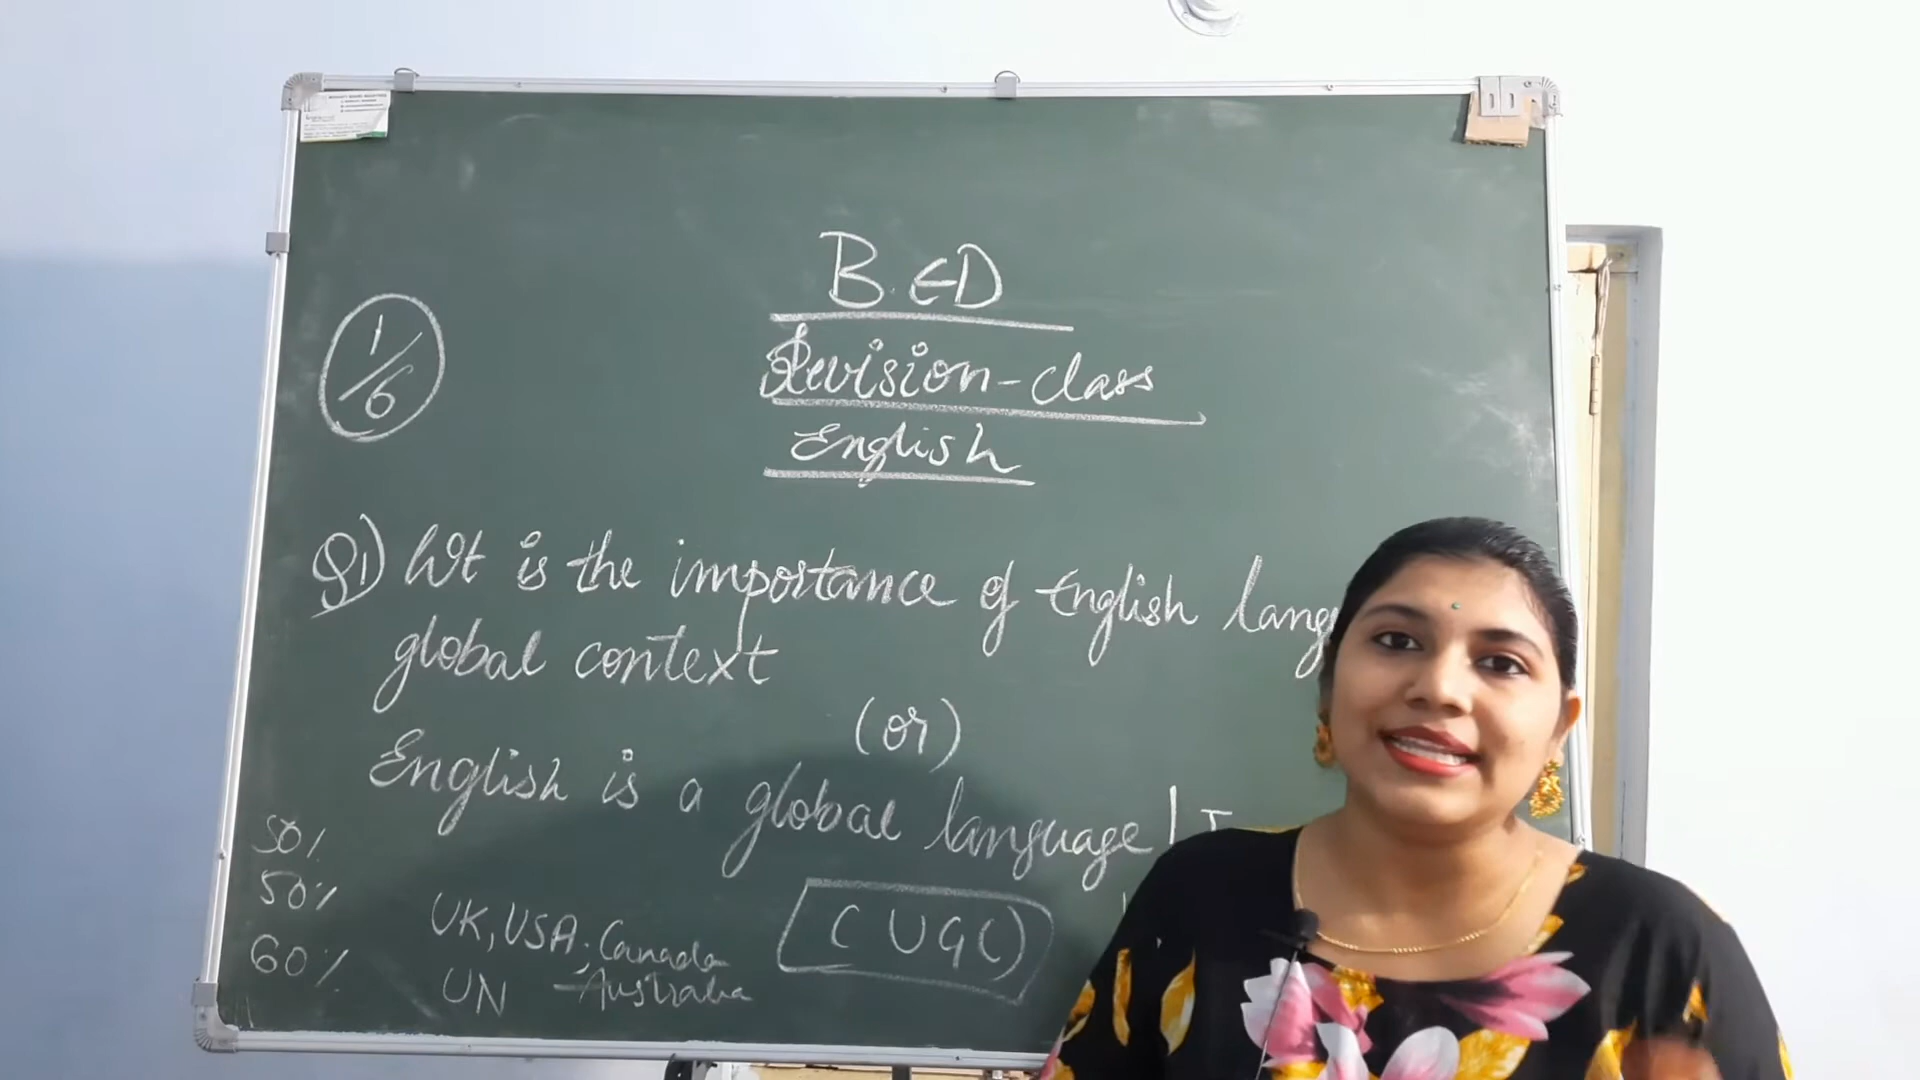 B.ED
Revision-class
English
1/6
Q1) Wt is the importance of English lang
global context
(or)
English is a global language | I
50%
50%
60%
UK, USA, Canada
UN Australia
(UGC)